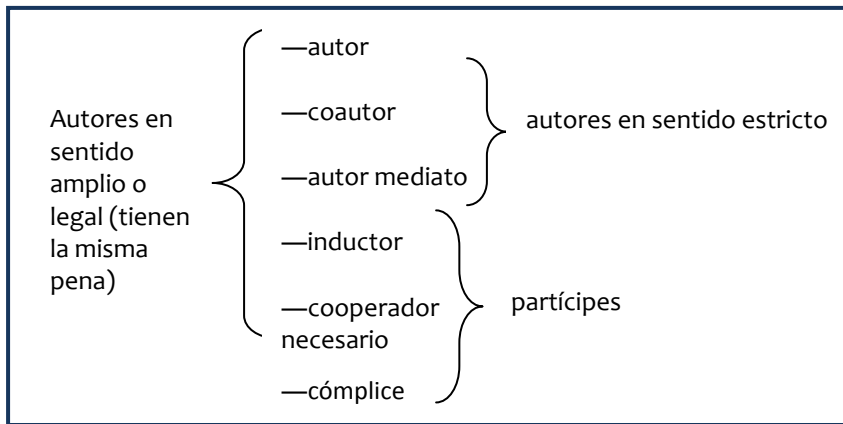 Autores en
sentido
amplio o
legal (tienen
la misma
pena)
—autor
—coautor
—autor mediato
—inductor
—cooperador
necesario
—cómplice
autores en sentido estricto
partícipes